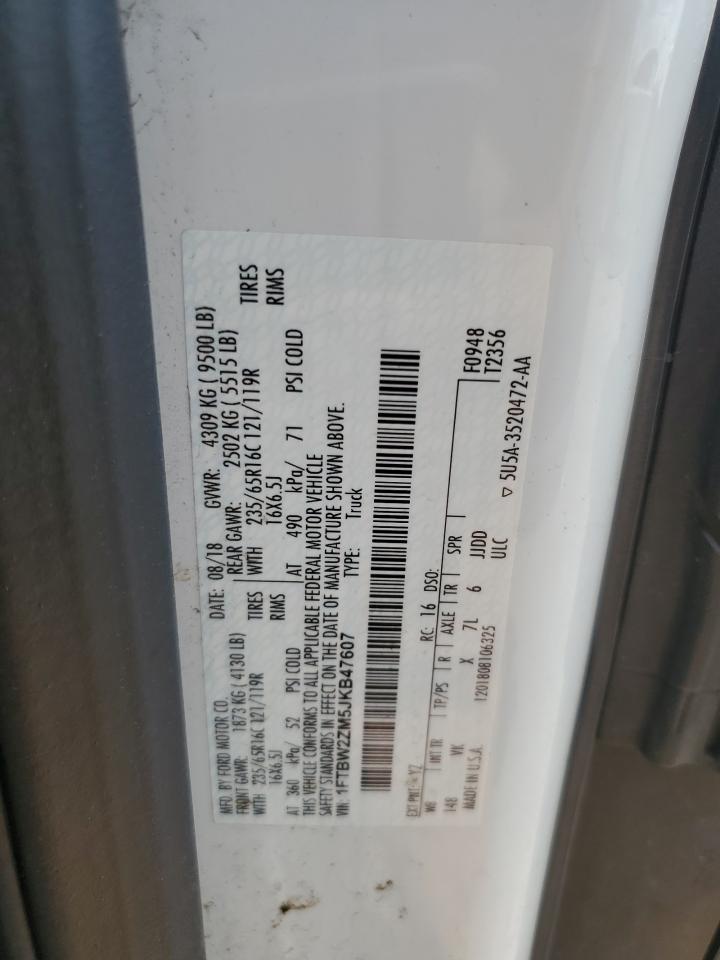 MFD. BY FORD MOTOR CO. DATE: 08/18 GVWR: 4309 KG ( 9500 LB)
FRONT GAWR: 1873 KG ( 4130 LB) REAR GAWR: 2502 KG ( 5515 LB)
WITH 235/65R16C 121/119R TIRES WITH 235/65R16C 121/119R TIRES
16X6.5J RIMS 16X6.5J RIMS
AT 360 kPa/ 52 PSI COLD AT 490 kPa/ 71 PSI COLD
THIS VEHICLE CONFORMS TO ALL APPLICABLE FEDERAL MOTOR VEHICLE
SAFETY STANDARDS IN EFFECT ON THE DATE OF MANUFACTURE SHOWN ABOVE.
VIN: 1FTBW2ZM5JKB47607 TYPE: Truck
EXT PNT: YZ RC: 16 DSO:
WB INT TR TP/PS R AXLE TR SPR F0948
148 VK X 7L 6 JJDD T2356
MADE IN U.S.A. 1201808106325 ULC ▽ 5U5A-3520472-AA